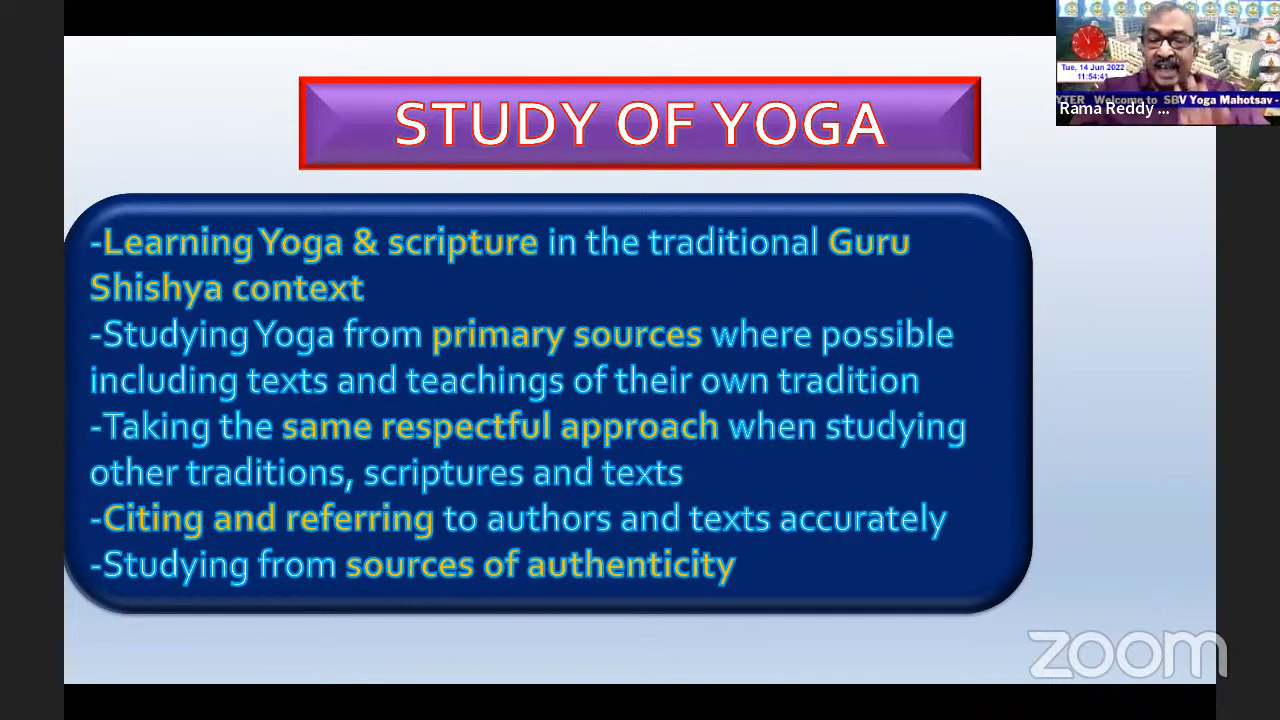 STUDY OF YOGA
-Learning Yoga & scripture in the traditional Guru
Shishya context
-Studying Yoga from primary sources where possible
including texts and teachings of their own tradition
-Taking the same respectful approach when studying
other traditions, scriptures and texts
-Citing and referring to authors and texts accurately
-Studying from sources of authenticity
Tue, 14 Jun 2022
11:54:41
YTER Welcome to SBV Yoga Mahotsav -
Rama Reddy ...
zoom